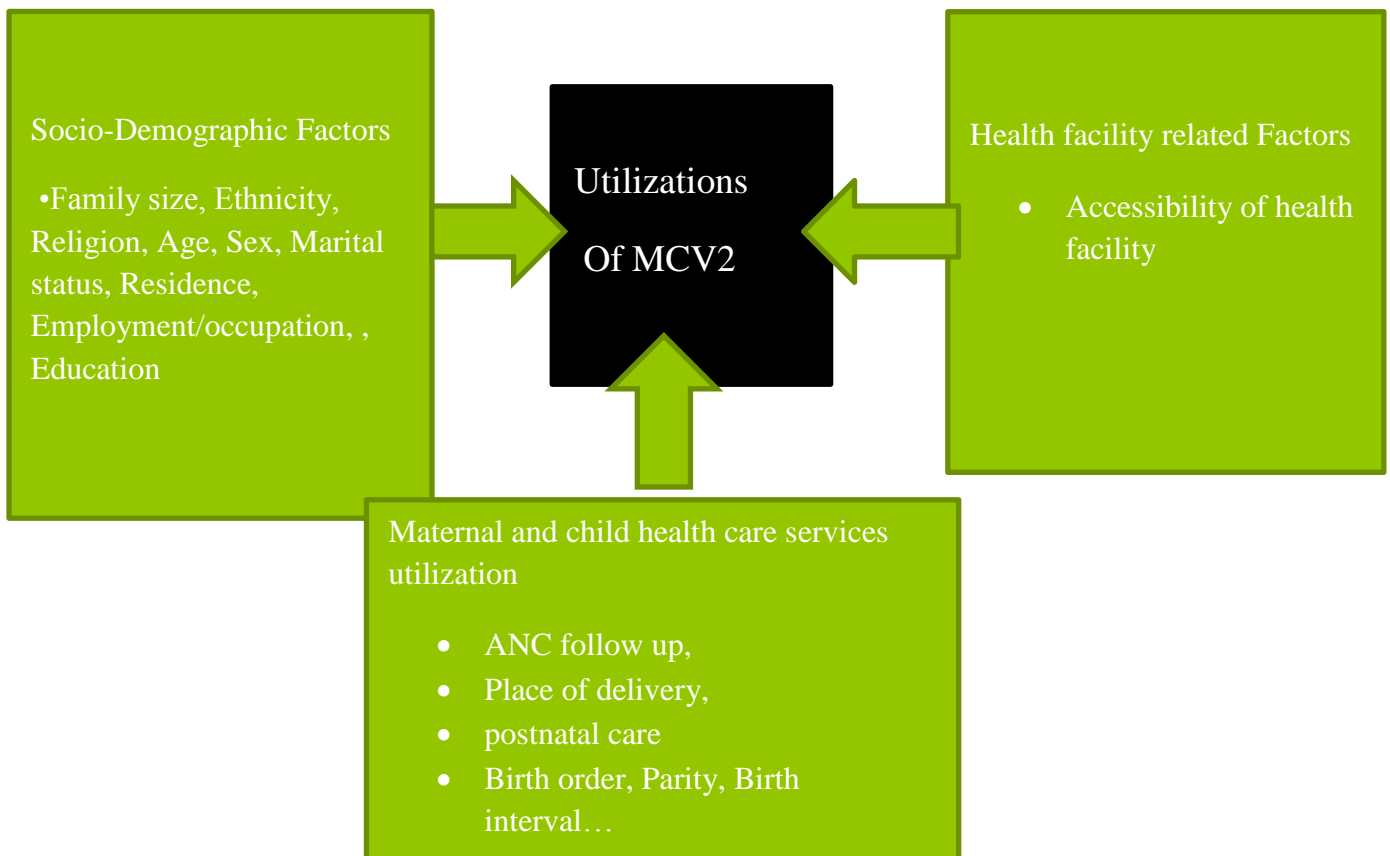 Socio-Demographic Factors
•Family size, Ethnicity,
Religion, Age, Sex, Marital
status, Residence,
Employment/occupation, ,
Education
Utilizations
Of MCV2
Health facility related Factors
• Accessibility of health
facility
Maternal and child health care services
utilization
• ANC follow up,
• Place of delivery,
• postnatal care
• Birth order, Parity, Birth
interval…